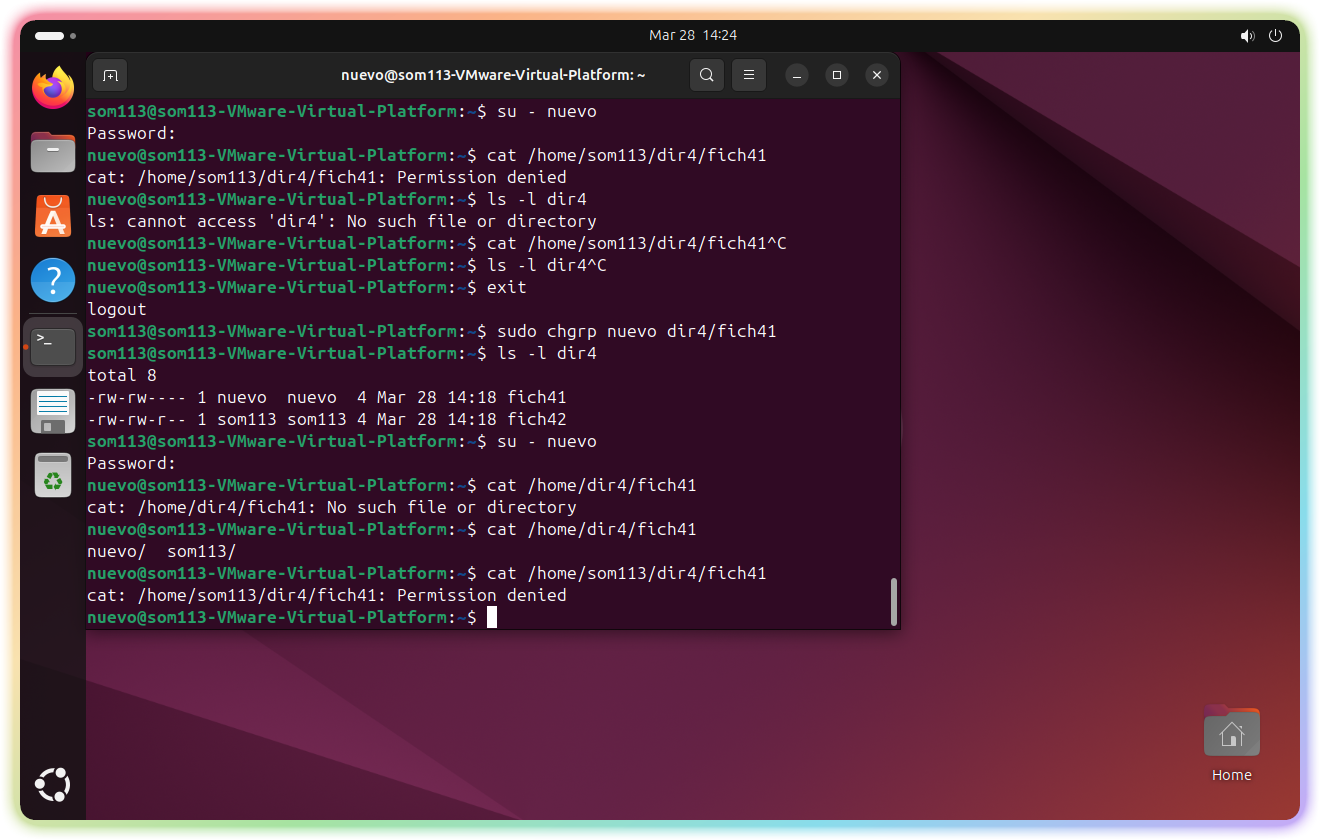 Mar 28 14:24
nuevo@som113-VMware-Virtual-Platform: ~
som113@som113-VMware-Virtual-Platform:~$ su - nuevo
Password:
nuevo@som113-VMware-Virtual-Platform:~$ cat /home/som113/dir4/fich41
cat: /home/som113/dir4/fich41: Permission denied
nuevo@som113-VMware-Virtual-Platform:~$ ls -l dir4
ls: cannot access 'dir4': No such file or directory
nuevo@som113-VMware-Virtual-Platform:~$ cat /home/som113/dir4/fich41^C
nuevo@som113-VMware-Virtual-Platform:~$ ls -l dir4^C
nuevo@som113-VMware-Virtual-Platform:~$ exit
logout
som113@som113-VMware-Virtual-Platform:~$ sudo chgrp nuevo dir4/fich41
som113@som113-VMware-Virtual-Platform:~$ ls -l dir4
total 8
-rw-rw---- 1 nuevo  nuevo  4 Mar 28 14:18 fich41
-rw-rw-r-- 1 som113 som113 4 Mar 28 14:18 fich42
som113@som113-VMware-Virtual-Platform:~$ su - nuevo
Password:
nuevo@som113-VMware-Virtual-Platform:~$ cat /home/dir4/fich41
cat: /home/dir4/fich41: No such file or directory
nuevo@som113-VMware-Virtual-Platform:~$ cat /home/dir4/fich41
nuevo/  som113/
nuevo@som113-VMware-Virtual-Platform:~$ cat /home/som113/dir4/fich41
cat: /home/som113/dir4/fich41: Permission denied
nuevo@som113-VMware-Virtual-Platform:~$
Home